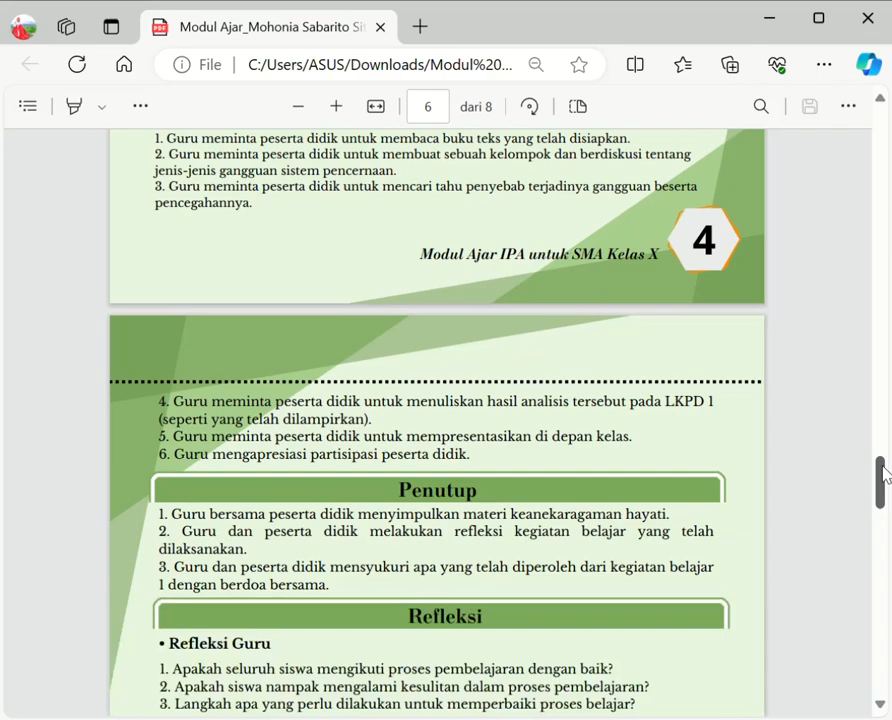 Modul Ajar_Mohonia Sabarito Si
File
C:/Users/ASUS/Downloads/Modul%20...
6
dari 8
1. Guru meminta peserta didik untuk membaca buku teks yang telah disiapkan.
2. Guru meminta peserta didik untuk membuat sebuah kelompok dan berdiskusi tentang
jenis-jenis gangguan sistem pencernaan.
3. Guru meminta peserta didik untuk mencari tahu penyebab terjadinya gangguan beserta
pencegahannya.
4
Modul Ajar IPA untuk SMA Kelas X
4. Guru meminta peserta didik untuk menuliskan hasil analisis tersebut pada LKPD 1
(seperti yang telah dilampirkan).
5. Guru meminta peserta didik untuk mempresentasikan di depan kelas.
6. Guru mengapresiasi partisipasi peserta didik.
Penutup
1. Guru bersama peserta didik menyimpulkan materi keanekaragaman hayati.
2. Guru dan peserta didik melakukan refleksi kegiatan belajar yang telah
dilaksanakan.
3. Guru dan peserta didik mensyukuri apa yang telah diperoleh dari kegiatan belajar
1 dengan berdoa bersama.
Refleksi
• Refleksi Guru
1. Apakah seluruh siswa mengikuti proses pembelajaran dengan baik?
2. Apakah siswa nampak mengalami kesulitan dalam proses pembelajaran?
3. Langkah apa yang perlu dilakukan untuk memperbaiki proses belajar?